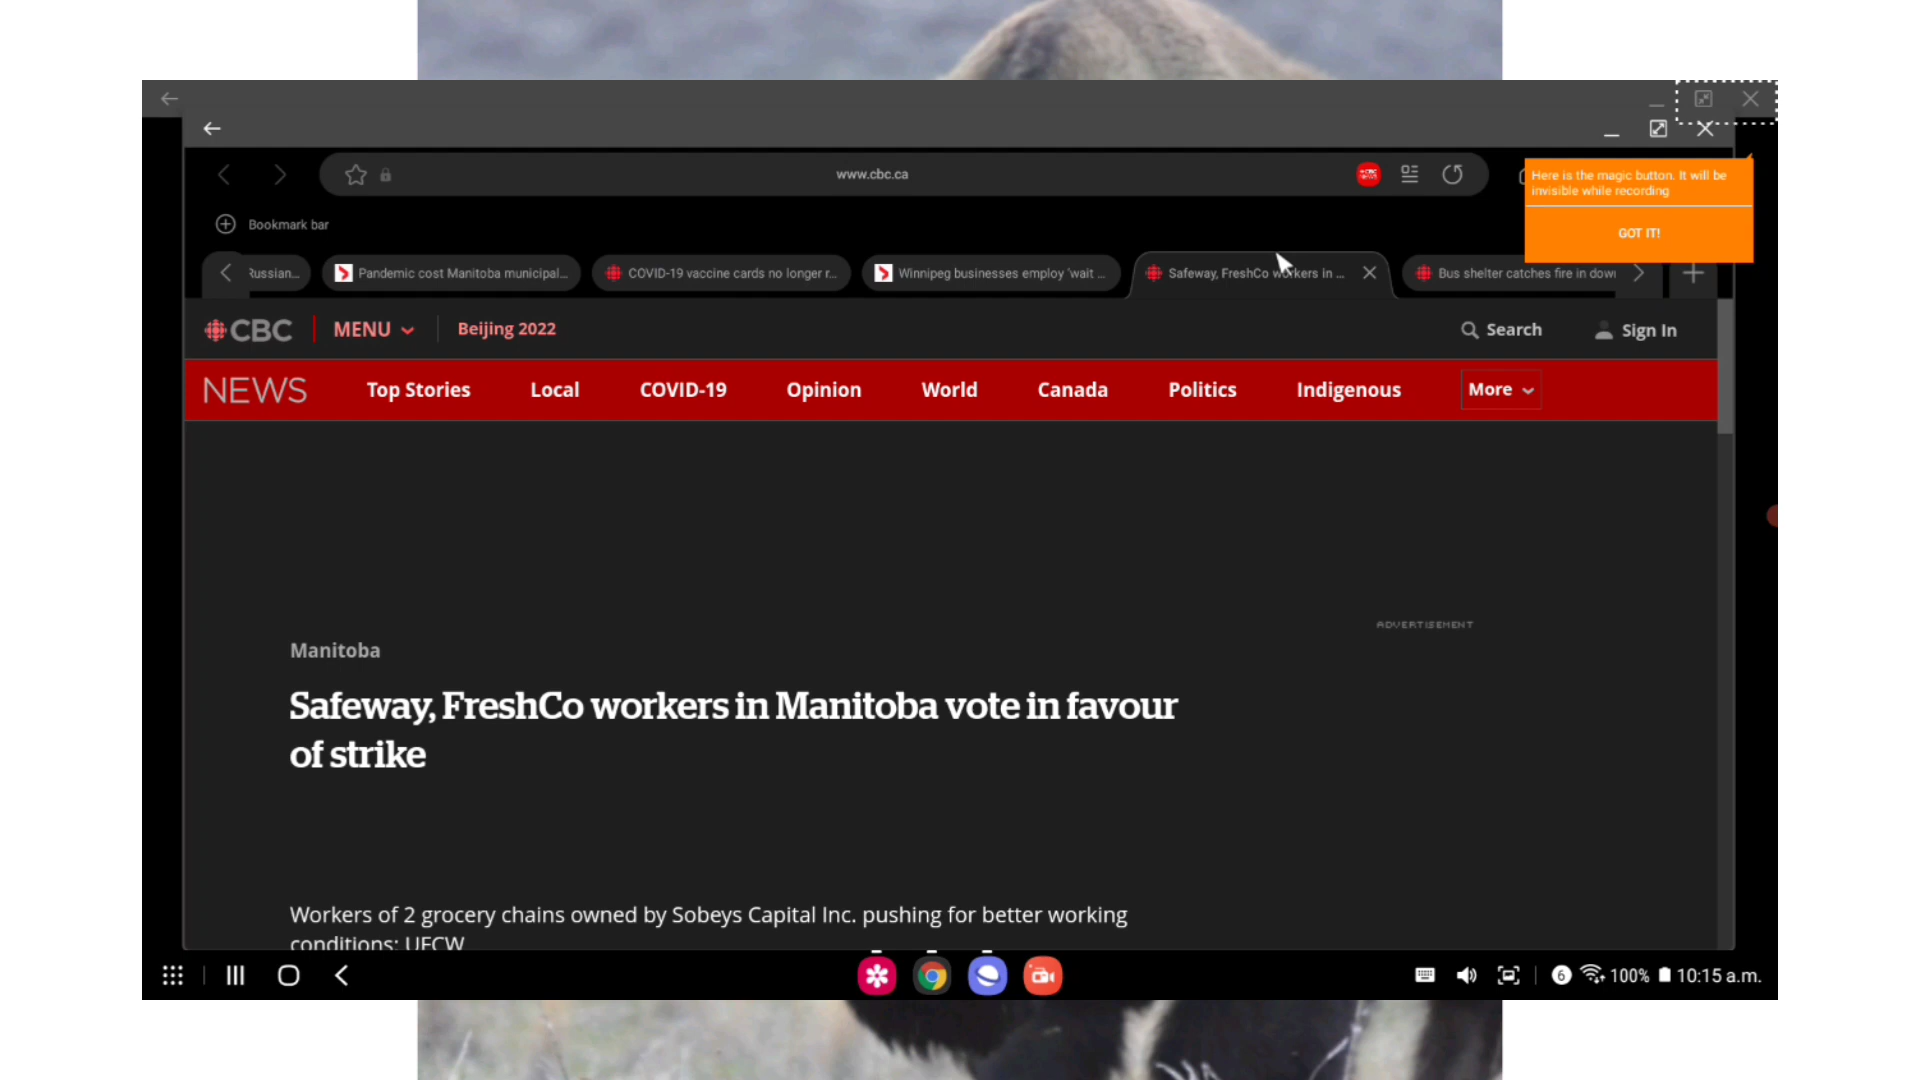 www.cbc.ca
Here is the magic button. It will be
invisible while recording
GOT IT!
Bookmark bar
Russian...
Pandemic cost Manitoba municipal...
COVID-19 vaccine cards no longer r...
Winnipeg businesses employ 'wait ...
Safeway, FreshCo workers in ...
Bus shelter catches fire in down
CBC
MENU
Beijing 2022
Search
Sign In
NEWS
Top Stories
Local
COVID-19
Opinion
World
Canada
Politics
Indigenous
More
ADVERTISEMENT
Manitoba
Safeway, FreshCo workers in Manitoba vote in favour
of strike
Workers of 2 grocery chains owned by Sobeys Capital Inc. pushing for better working
conditions: UFCW
6
100%
10:15 a.m.